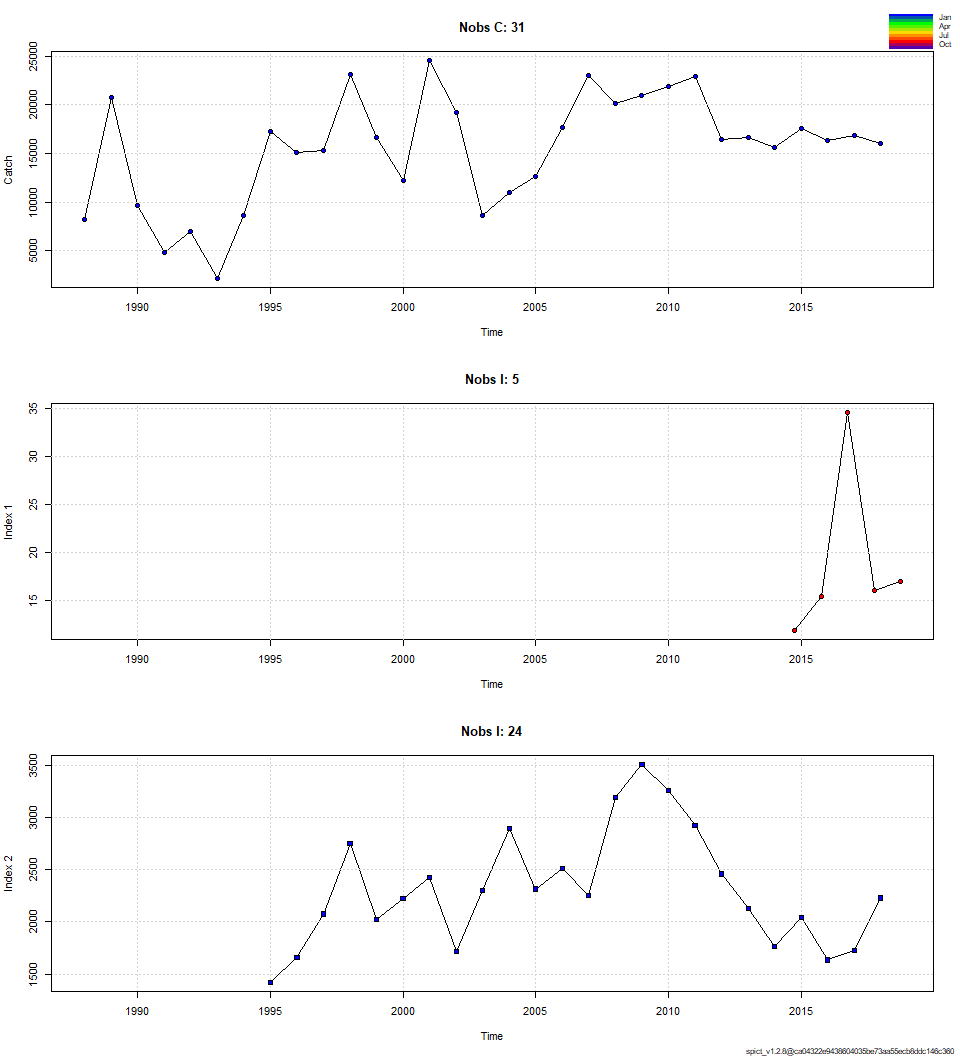 Nobs C: 31
Jan
Apr
Jul
Oct
Catch
25000
20000
15000
10000
5000
1990 1995 2000 2005 2010 2015
Time
Nobs I: 5
Index 1
35
30
25
20
15
1990 1995 2000 2005 2010 2015
Time
Nobs I: 24
Index 2
3500
3000
2500
2000
1500
1990 1995 2000 2005 2010 2015
Time